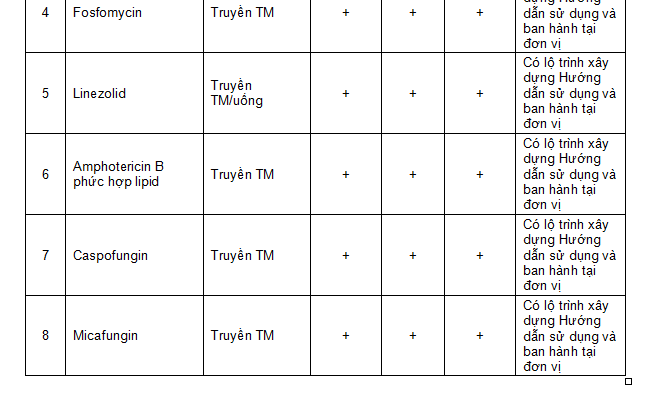 4 Fosfomycin Truyền TM + + + dựng Hướng
dẫn sử dụng và
ban hành tại
đơn vị
5 Linezolid Truyền
TM/uống + + + Có lộ trình xây
dựng Hướng
dẫn sử dụng và
ban hành tại
đơn vị
6 Amphotericin B
phức hợp lipid Truyền TM + + + Có lộ trình xây
dựng Hướng
dẫn sử dụng và
ban hành tại
đơn vị
7 Caspofungin Truyền TM + + + Có lộ trình xây
dựng Hướng
dẫn sử dụng và
ban hành tại
đơn vị
8 Micafungin Truyền TM + + + Có lộ trình xây
dựng Hướng
dẫn sử dụng và
ban hành tại
đơn vị